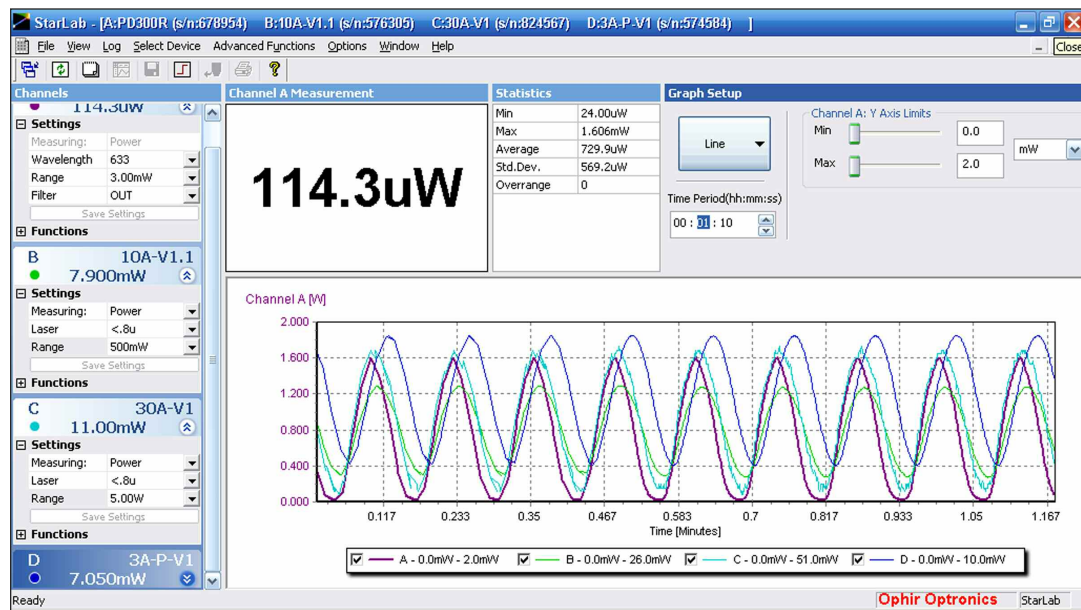 StarLab - [A:PD300R (s/n:678954) B:10A-V1.1 (s/n:576305) C:30A-V1 (s/n:824567) D:3A-P-V1 (s/n:574584) ]
File View Log Select Device Advanced Functions Options Window Help
Close
Channels
114.3uW
Settings
Measuring: Power
Wavelength 633
Range 3.00mW
Filter OUT
Save Settings
Functions
B 10A-V1.1
7.900mW
Settings
Measuring: Power
Laser <.8u
Range 500mW
Save Settings
Functions
C 30A-V1
11.00mW
Settings
Measuring: Power
Laser <.8u
Range 5.00W
Save Settings
Functions
D 3A-P-V1
7.050mW
Channel A Measurement
114.3uW
Statistics
Min 24.00uW
Max 1.606mW
Average 729.9uW
Std.Dev. 569.2uW
Overrange 0
Graph Setup
Line
Time Period(hh:mm:ss)
00 : 01 : 10
Channel A: Y Axis Limits
Min 0.0
Max 2.0
mW
Channel A [W]
2.000
1.600
1.200
0.800
0.400
0.000
0.117 0.233 0.35 0.467 0.583 0.7 0.817 0.933 1.05 1.167
Time [Minutes]
A - 0.0mW - 2.0mW B - 0.0mW - 26.0mW C - 0.0mW - 51.0mW D - 0.0mW - 10.0mW
Ready
Ophir Optronics StarLab